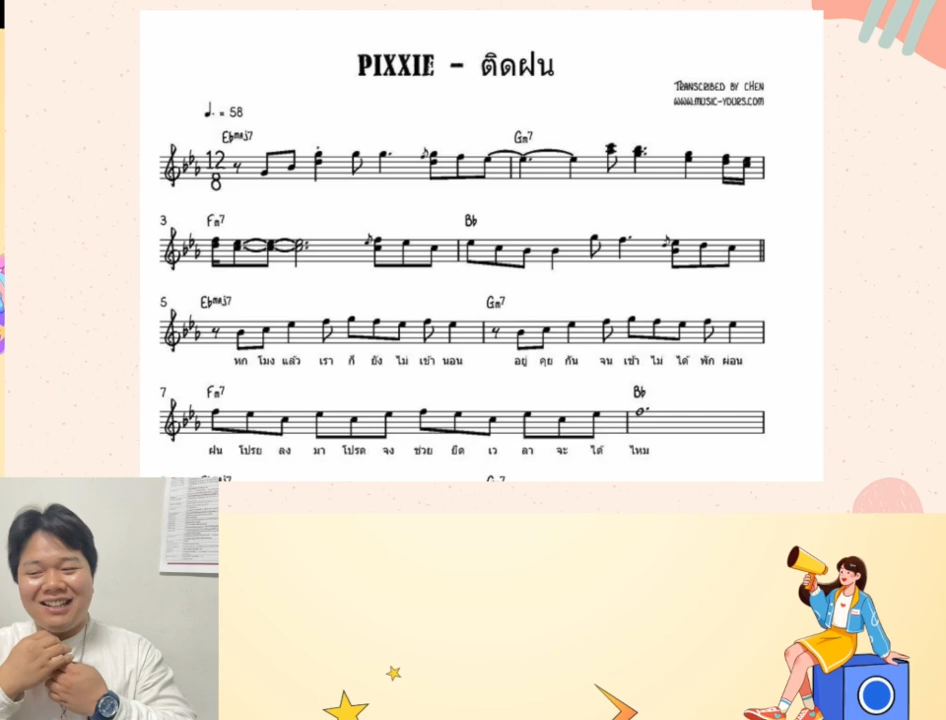 PIXXIE - ติดฝน
TRANSCRIBED BY CHEN
WWW.MUSIC-YOURS.COM
♩. = 58
Ebmaj7 Gm7
12
8
3 Fm7 Bb
5 Ebmaj7 Gm7
หก โมง แล้ว เรา ก็ ยัง ไม่ เข้า นอน อยู่ คุย กัน จน เช้า ไม่ ได้ พัก ผ่อน
7 Fm7 Bb
ฝน โปรย ลง มา โปรด จง ช่วย ยืด เว ลา จะ ได้ ไหม